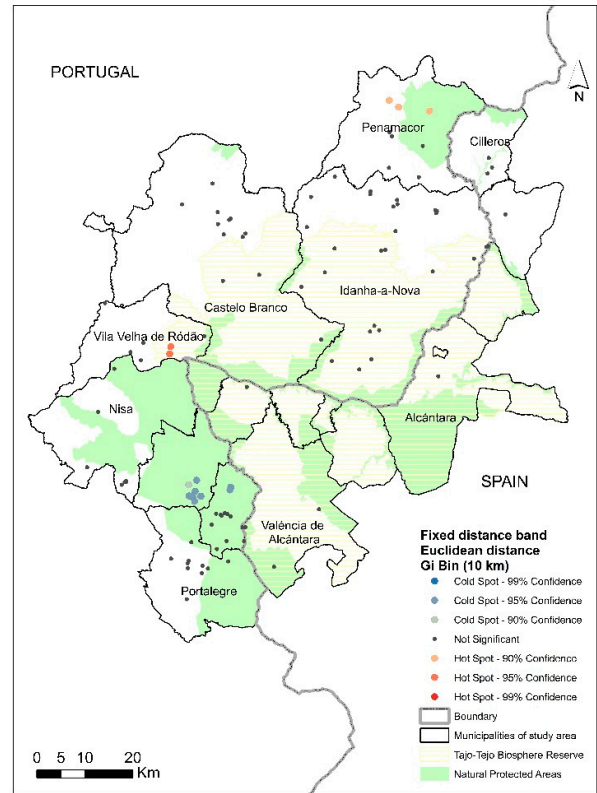 PORTUGAL
N
Penamacor
Cilleros
Idanha-a-Nova
Castelo Branco
Vila Velha de Ródão
Nisa
Alcántara
SPAIN
Valéncia de
Alcántara
Portalegre
Fixed distance band
Euclidean distance
Gi Bin (10 km)
Cold Spot - 99% Confidence
Cold Spot - 95% Confidence
Cold Spot - 90% Confidence
Not Significant
Hot Spot - 90% Confidence
Hot Spot - 95% Confidence
Hot Spot - 99% Confidence
Boundary
Municipalities of study area
Tajo-Tejo Biosphere Reserve
Natural Protected Areas
0 5 10 20
Km